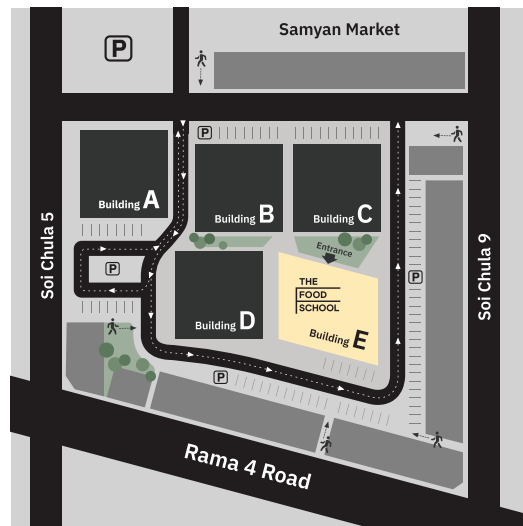 Samyan Market
P
P
Building A
Building B
Building C
Entrance
Soi Chula 5
P
THE
FOOD
SCHOOL
P
Soi Chula 9
Building D
Building E
P
Rama 4 Road